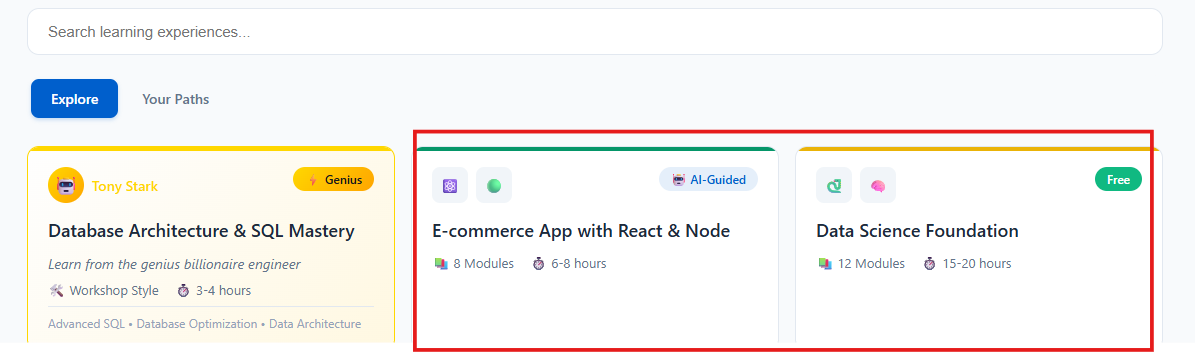 Search learning experiences...
Explore
Your Paths
Tony Stark
Genius
Database Architecture & SQL Mastery
Learn from the genius billionaire engineer
Workshop Style
3-4 hours
Advanced SQL • Database Optimization • Data Architecture
AI-Guided
E-commerce App with React & Node
8 Modules
6-8 hours
Free
Data Science Foundation
12 Modules
15-20 hours